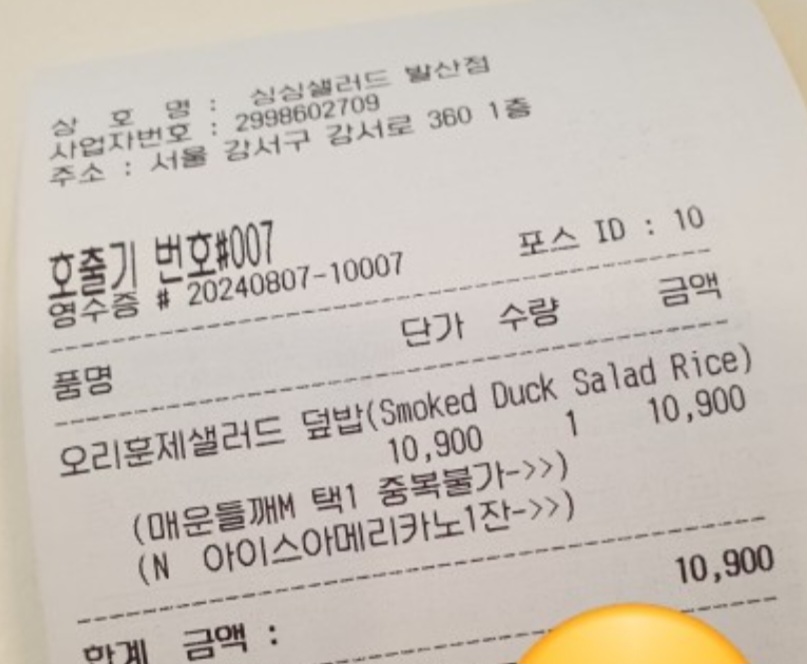 상 호 명 : 싱싱샐러드 발산점
사업자번호 : 2998602709
주소 : 서울 강서구 강서로 360 1층
호출기 번호#007
영수증 # 20240807-10007 포스 ID : 10
품명 단가 수량 금액
오리훈제샐러드 덮밥(Smoked Duck Salad Rice)
10,900 1 10,900
(매운들깨M 택1 중복불가->>)
(N 아이스아메리카노1잔->>)
합계 금액 : 10,900